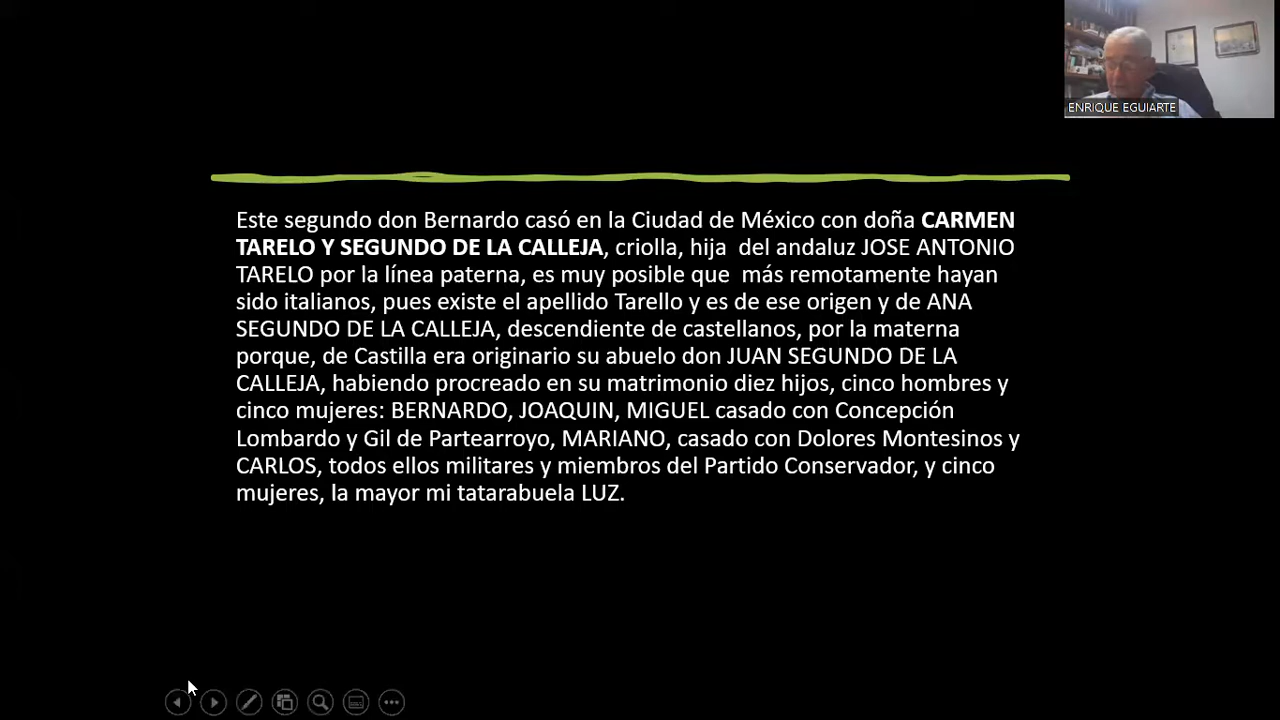 ENRIQUE EGUIARTE
Este segundo don Bernardo casó en la Ciudad de México con doña CARMEN
TARELO Y SEGUNDO DE LA CALLEJA, criolla, hija del andaluz JOSE ANTONIO
TARELO por la línea paterna, es muy posible que más remotamente hayan
sido italianos, pues existe el apellido Tarello y es de ese origen y de ANA
SEGUNDO DE LA CALLEJA, descendiente de castellanos, por la materna
porque, de Castilla era originario su abuelo don JUAN SEGUNDO DE LA
CALLEJA, habiendo procreado en su matrimonio diez hijos, cinco hombres y
cinco mujeres: BERNARDO, JOAQUIN, MIGUEL casado con Concepción
Lombardo y Gil de Partearroyo, MARIANO, casado con Dolores Montesinos y
CARLOS, todos ellos militares y miembros del Partido Conservador, y cinco
mujeres, la mayor mi tatarabuela LUZ.